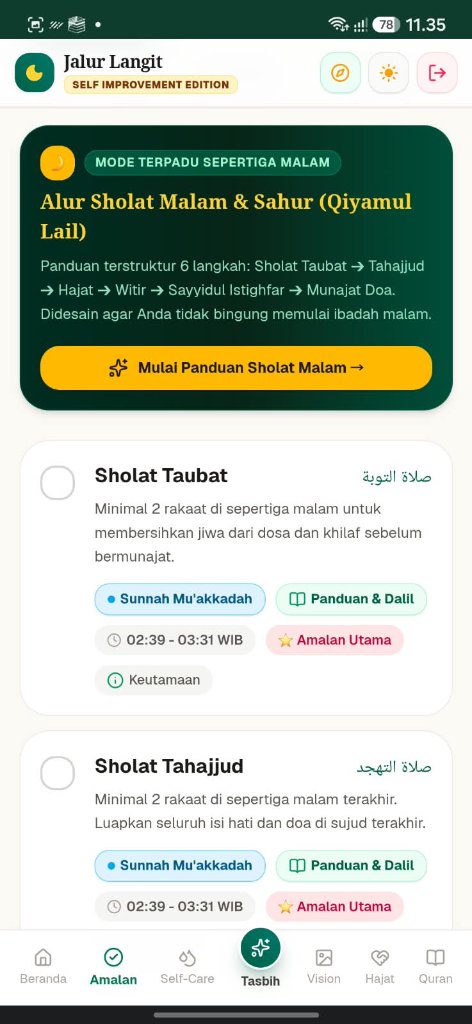 78 11.35
Jalur Langit
SELF IMPROVEMENT EDITION
MODE TERPADU SEPERTIGA MALAM
Alur Sholat Malam & Sahur (Qiyamul
Lail)
Panduan terstruktur 6 langkah: Sholat Taubat → Tahajjud
→ Hajat → Witir → Sayyidul Istighfar → Munajat Doa.
Didesain agar Anda tidak bingung memulai ibadah malam.
Mulai Panduan Sholat Malam →
Sholat Taubat صلاة التوبة
Minimal 2 rakaat di sepertiga malam untuk
membersihkan jiwa dari dosa dan khilaf sebelum
bermunajat.
Sunnah Mu'akkadah Panduan & Dalil
02:39 - 03:31 WIB Amalan Utama
Keutamaan
Sholat Tahajjud صلاة التهجد
Minimal 2 rakaat di sepertiga malam terakhir.
Luapkan seluruh isi hati dan doa di sujud terakhir.
Sunnah Mu'akkadah Panduan & Dalil
02:39 - 03:31 WIB Amalan Utama
Beranda Amalan Self-Care Tasbih Vision Hajat Quran